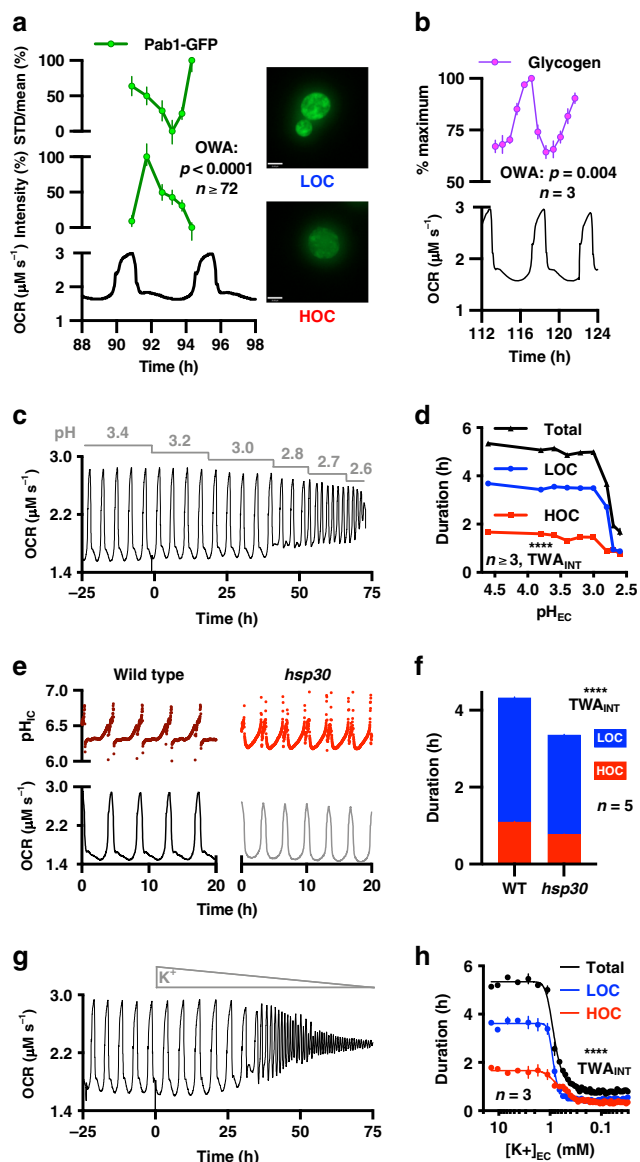 a
Pab1-GFP
STD/mean (%)
100
50
0
Intensity (%)
100
50
0
OWA:
p < 0.0001
n ≥ 72
LOC
HOC
OCR (μM s⁻¹)
3
2
1
88 90 92 94 96 98
Time (h)
b
Glycogen
% maximum
100
75
50
OWA: p = 0.004
n = 3
OCR (μM s⁻¹)
3
2
1
112 116 120 124
Time (h)
c
pH 3.4 3.2 3.0 2.8 2.7 2.6
OCR (μM s⁻¹)
3.0
2.2
1.4
−25 0 25 50 75
Time (h)
d
Duration (h)
6
4
2
0
Total
LOC
HOC
****
n ≥ 3, TWA_INT
4.5 4.0 3.5 3.0 2.5
pH_EC
e
Wild type hsp30
pH_IC
7.0
6.5
6.0
OCR (μM s⁻¹)
2.9
2.4
1.9
1.4
0 10 20 0 10 20
Time (h)
f
Duration (h)
4
2
0
****
TWA_INT
LOC
HOC
n = 5
WT hsp30
g
K⁺
OCR (μM s⁻¹)
3.0
2.2
1.4
−25 0 25 50 75
Time (h)
h
Duration (h)
6
4
2
0
Total
LOC
HOC
****
TWA_INT
n = 3
10 1 0.1
[K+]_EC (mM)